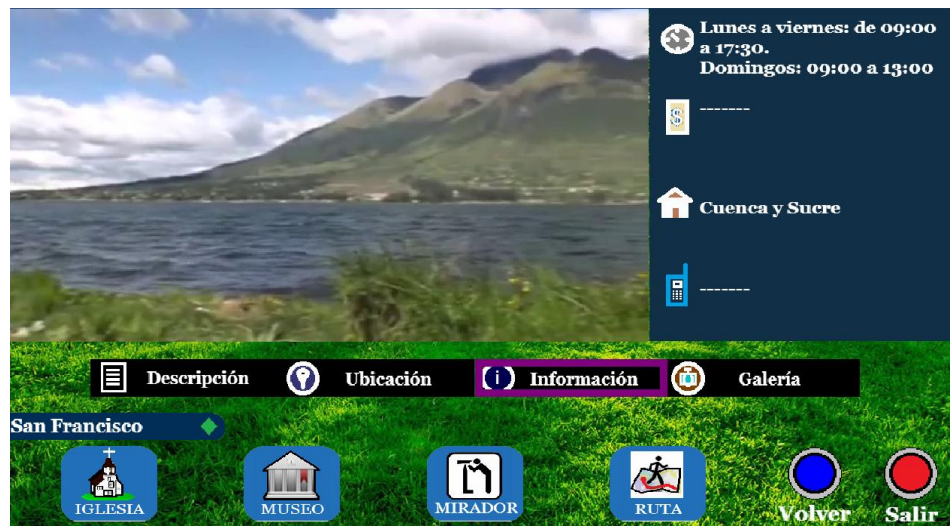 Lunes a viernes: de 09:00
a 17:30.
Domingos: 09:00 a 13:00
$ -------
Cuenca y Sucre
-------
Descripción
Ubicación
i Información
Galería
San Francisco
IGLESIA
MUSEO
MIRADOR
RUTA
Volver
Salir